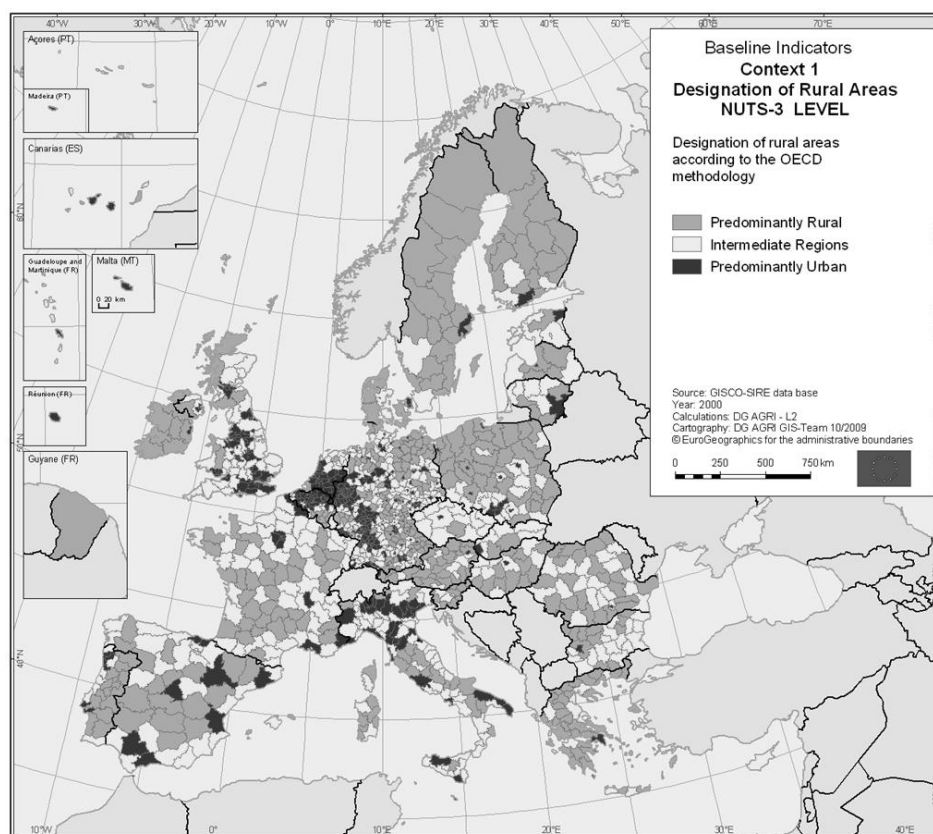 40°W 30°W 20°W 10°W 0° 10°E 20°E 30°E 40°E 50°E 60°E 70°E
Açores (PT)
Madeira (PT)
Canarias (ES)
Guadeloupe and
Martinique (FR)
Malta (MT)
0 20 km
Réunion (FR)
Guyane (FR)
Baseline Indicators
Context 1
Designation of Rural Areas
NUTS-3 LEVEL
Designation of rural areas
according to the OECD
methodology
Predominantly Rural
Intermediate Regions
Predominantly Urban
Source: GISCO-SIRE data base
Year: 2000
Calculations: DG AGRI - L2
Cartography: DG AGRI GIS-Team 10/2009
© EuroGeographics for the administrative boundaries
0 250 500 750 km
60°N
50°N
40°N
10°W 0° 10°E 20°E 30°E 40°E